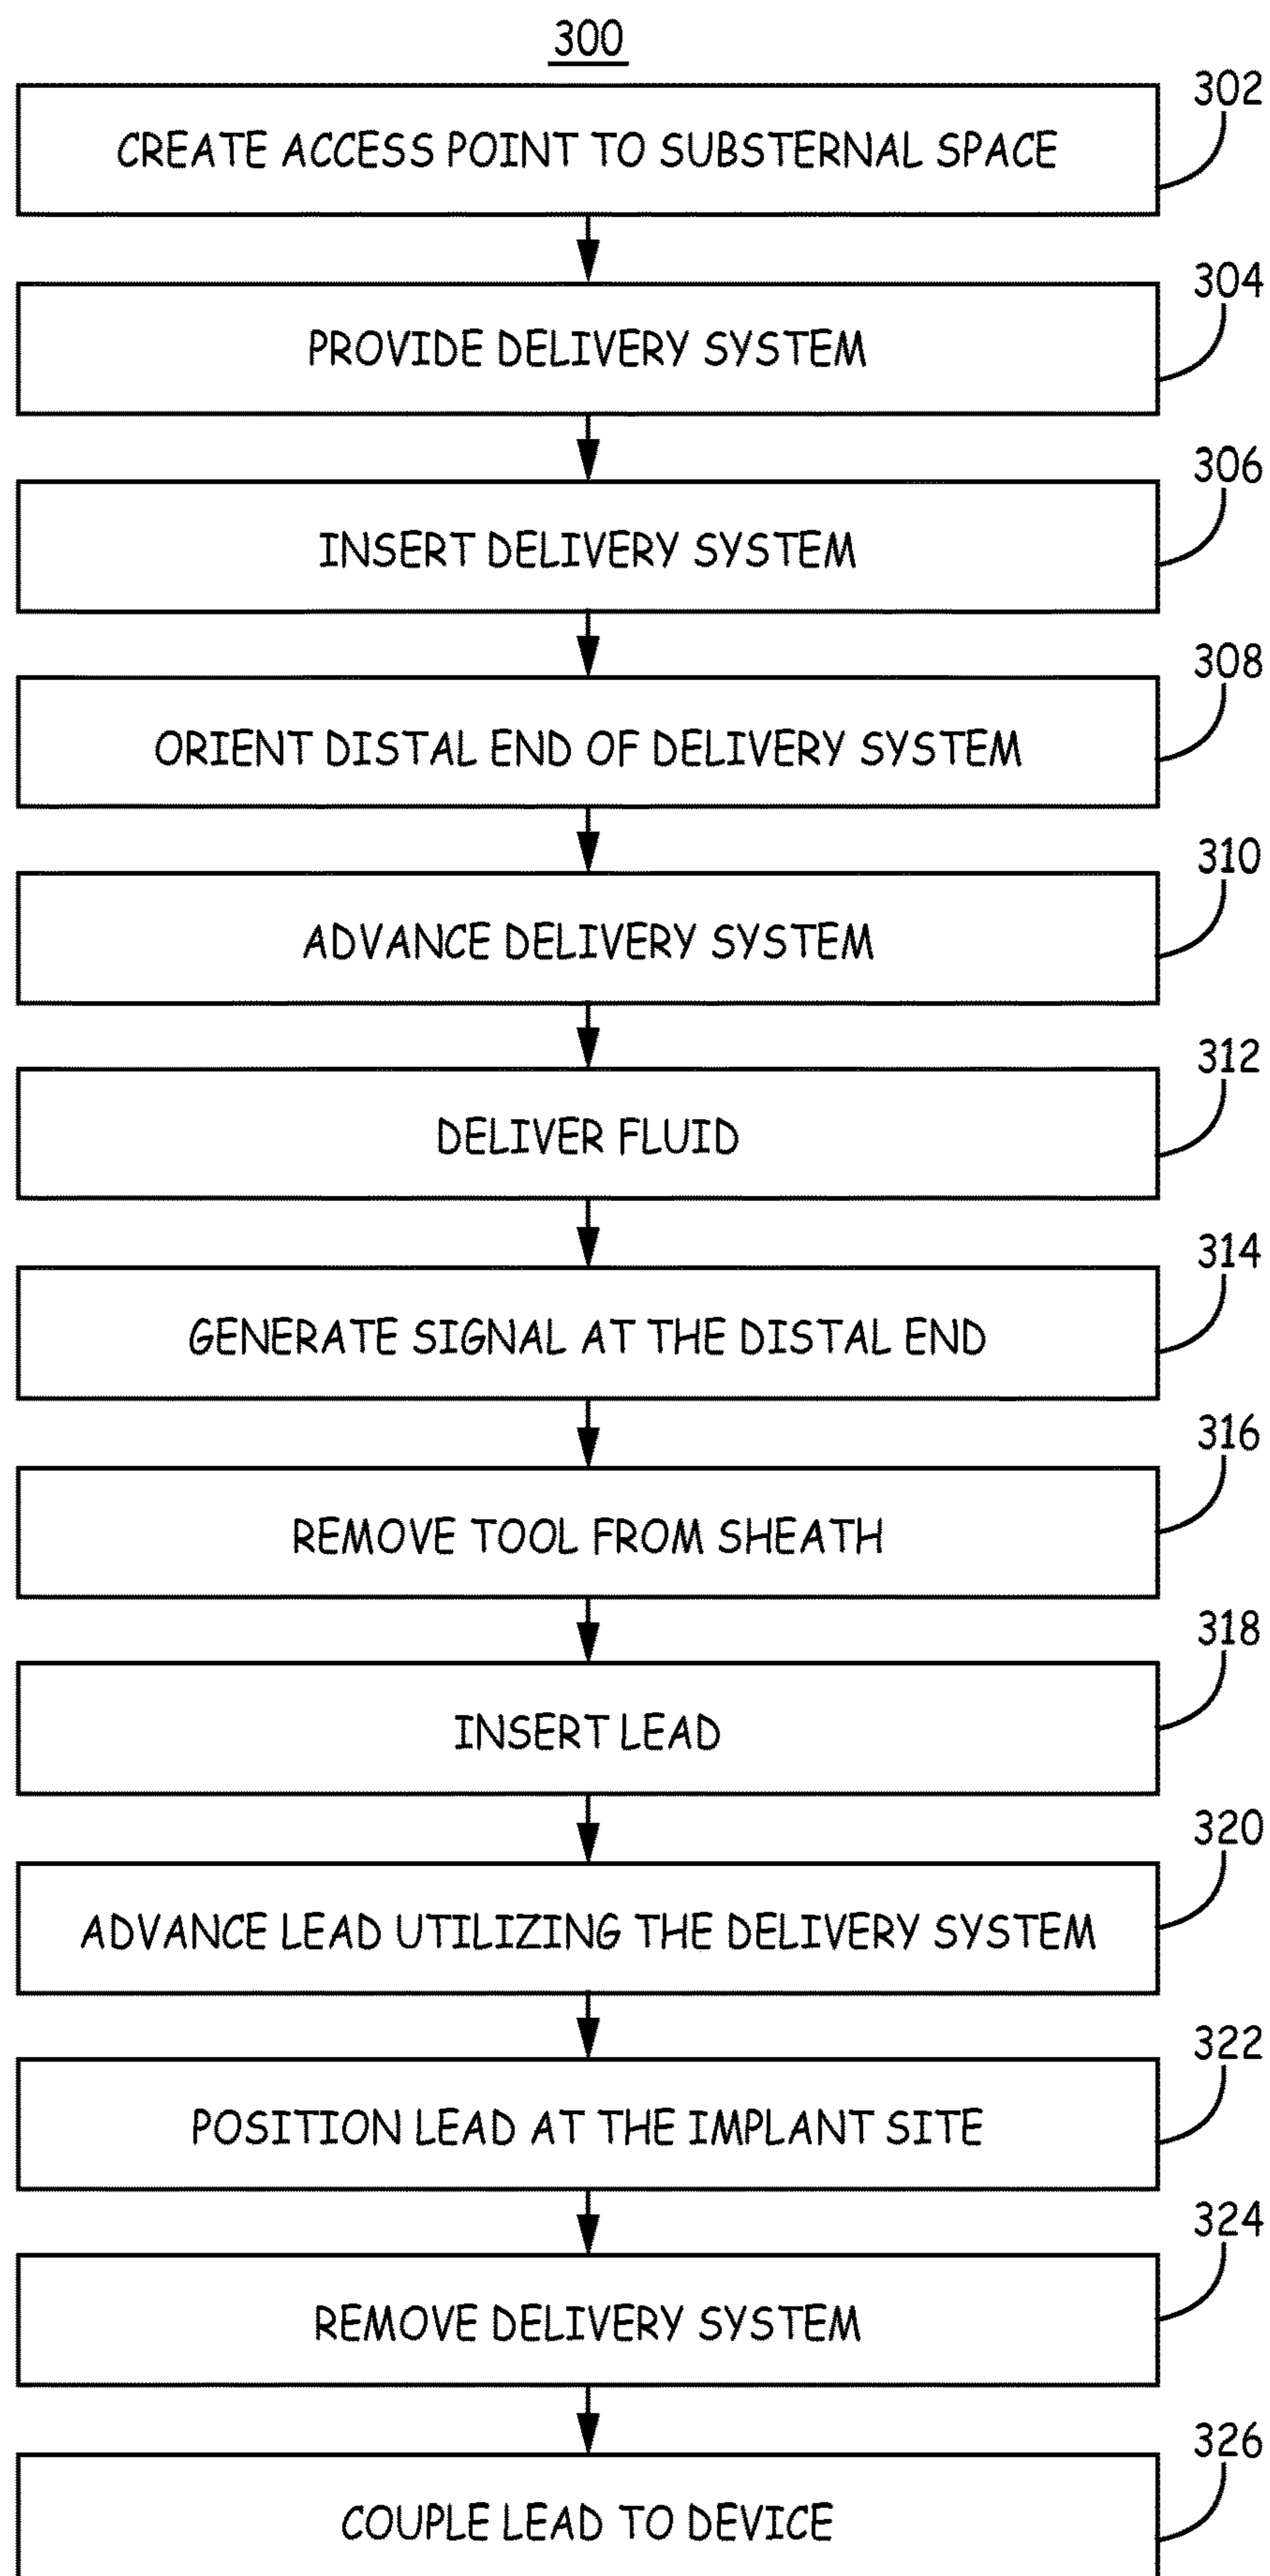 300
CREATE ACCESS POINT TO SUBSTERNAL SPACE
302
PROVIDE DELIVERY SYSTEM
304
INSERT DELIVERY SYSTEM
306
ORIENT DISTAL END OF DELIVERY SYSTEM
308
ADVANCE DELIVERY SYSTEM
310
DELIVER FLUID
312
GENERATE SIGNAL AT THE DISTAL END
314
REMOVE TOOL FROM SHEATH
316
INSERT LEAD
318
ADVANCE LEAD UTILIZING THE DELIVERY SYSTEM
320
POSITION LEAD AT THE IMPLANT SITE
322
REMOVE DELIVERY SYSTEM
324
COUPLE LEAD TO DEVICE
326